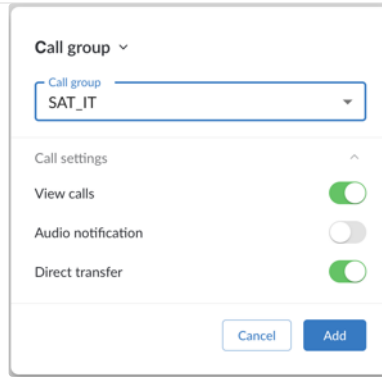 Call group
Call group
SAT_IT
Call settings
View calls
Audio notification
Direct transfer
Cancel Add